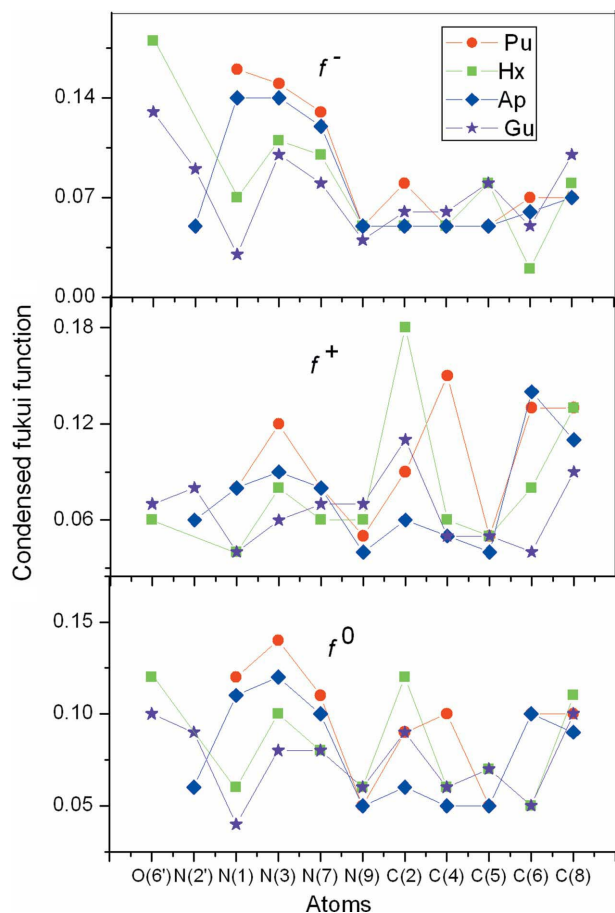 f -
Pu
Hx
Ap
Gu
0.14
0.07
0.00
f +
0.18
0.12
0.06
f 0
0.15
0.10
0.05
Condensed fukui function
O(6') N(2') N(1) N(3) N(7) N(9) C(2) C(4) C(5) C(6) C(8)
Atoms